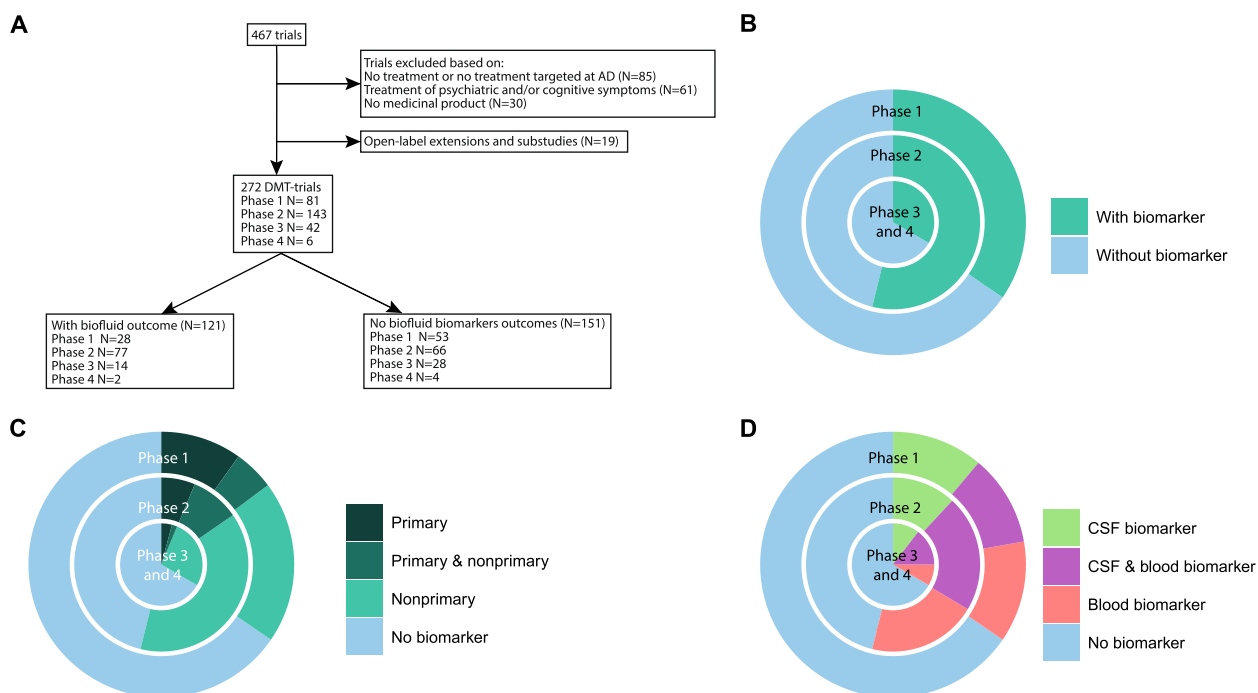 A
467 trials
Trials excluded based on:
No treatment or no treatment targeted at AD (N=85)
Treatment of psychiatric and/or cognitive symptoms (N=61)
No medicinal product (N=30)
Open-label extensions and substudies (N=19)
272 DMT-trials
Phase 1 N= 81
Phase 2 N= 143
Phase 3 N= 42
Phase 4 N= 6
With biofluid outcome (N=121)
Phase 1 N=28
Phase 2 N=77
Phase 3 N=14
Phase 4 N=2
No biofluid biomarkers outcomes (N=151)
Phase 1 N=53
Phase 2 N=66
Phase 3 N=28
Phase 4 N=4
B
Phase 1
Phase 2
Phase 3
and 4
With biomarker
Without biomarker
C
Phase 1
Phase 2
Phase 3
and 4
Primary
Primary & nonprimary
Nonprimary
No biomarker
D
Phase 1
Phase 2
Phase 3
and 4
CSF biomarker
CSF & blood biomarker
Blood biomarker
No biomarker